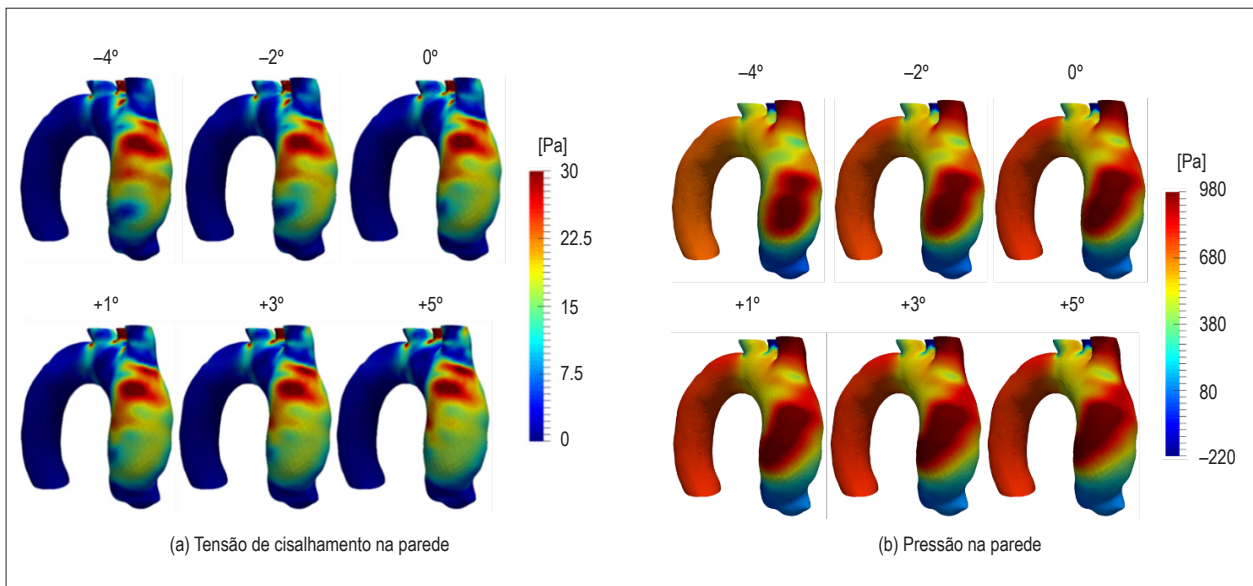 –4º –2º 0º
[Pa]
30
22.5
15
7.5
0
+1º +3º +5º
(a) Tensão de cisalhamento na parede
–4º –2º 0º
[Pa]
980
680
380
80
–220
+1º +3º +5º
(b) Pressão na parede